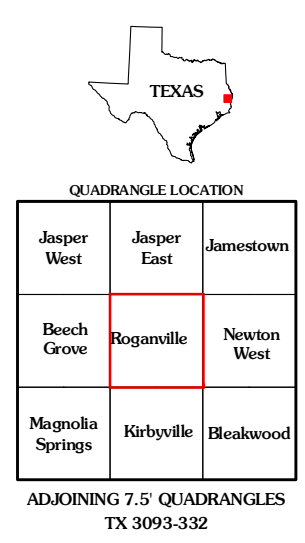 TEXAS
QUADRANGLE LOCATION
Jasper
West
Jasper
East
Jamestown
Beech
Grove
Roganville
Newton
West
Magnolia
Springs
Kirbyville
Bleakwood
ADJOINING 7.5' QUADRANGLES
TX 3093-332